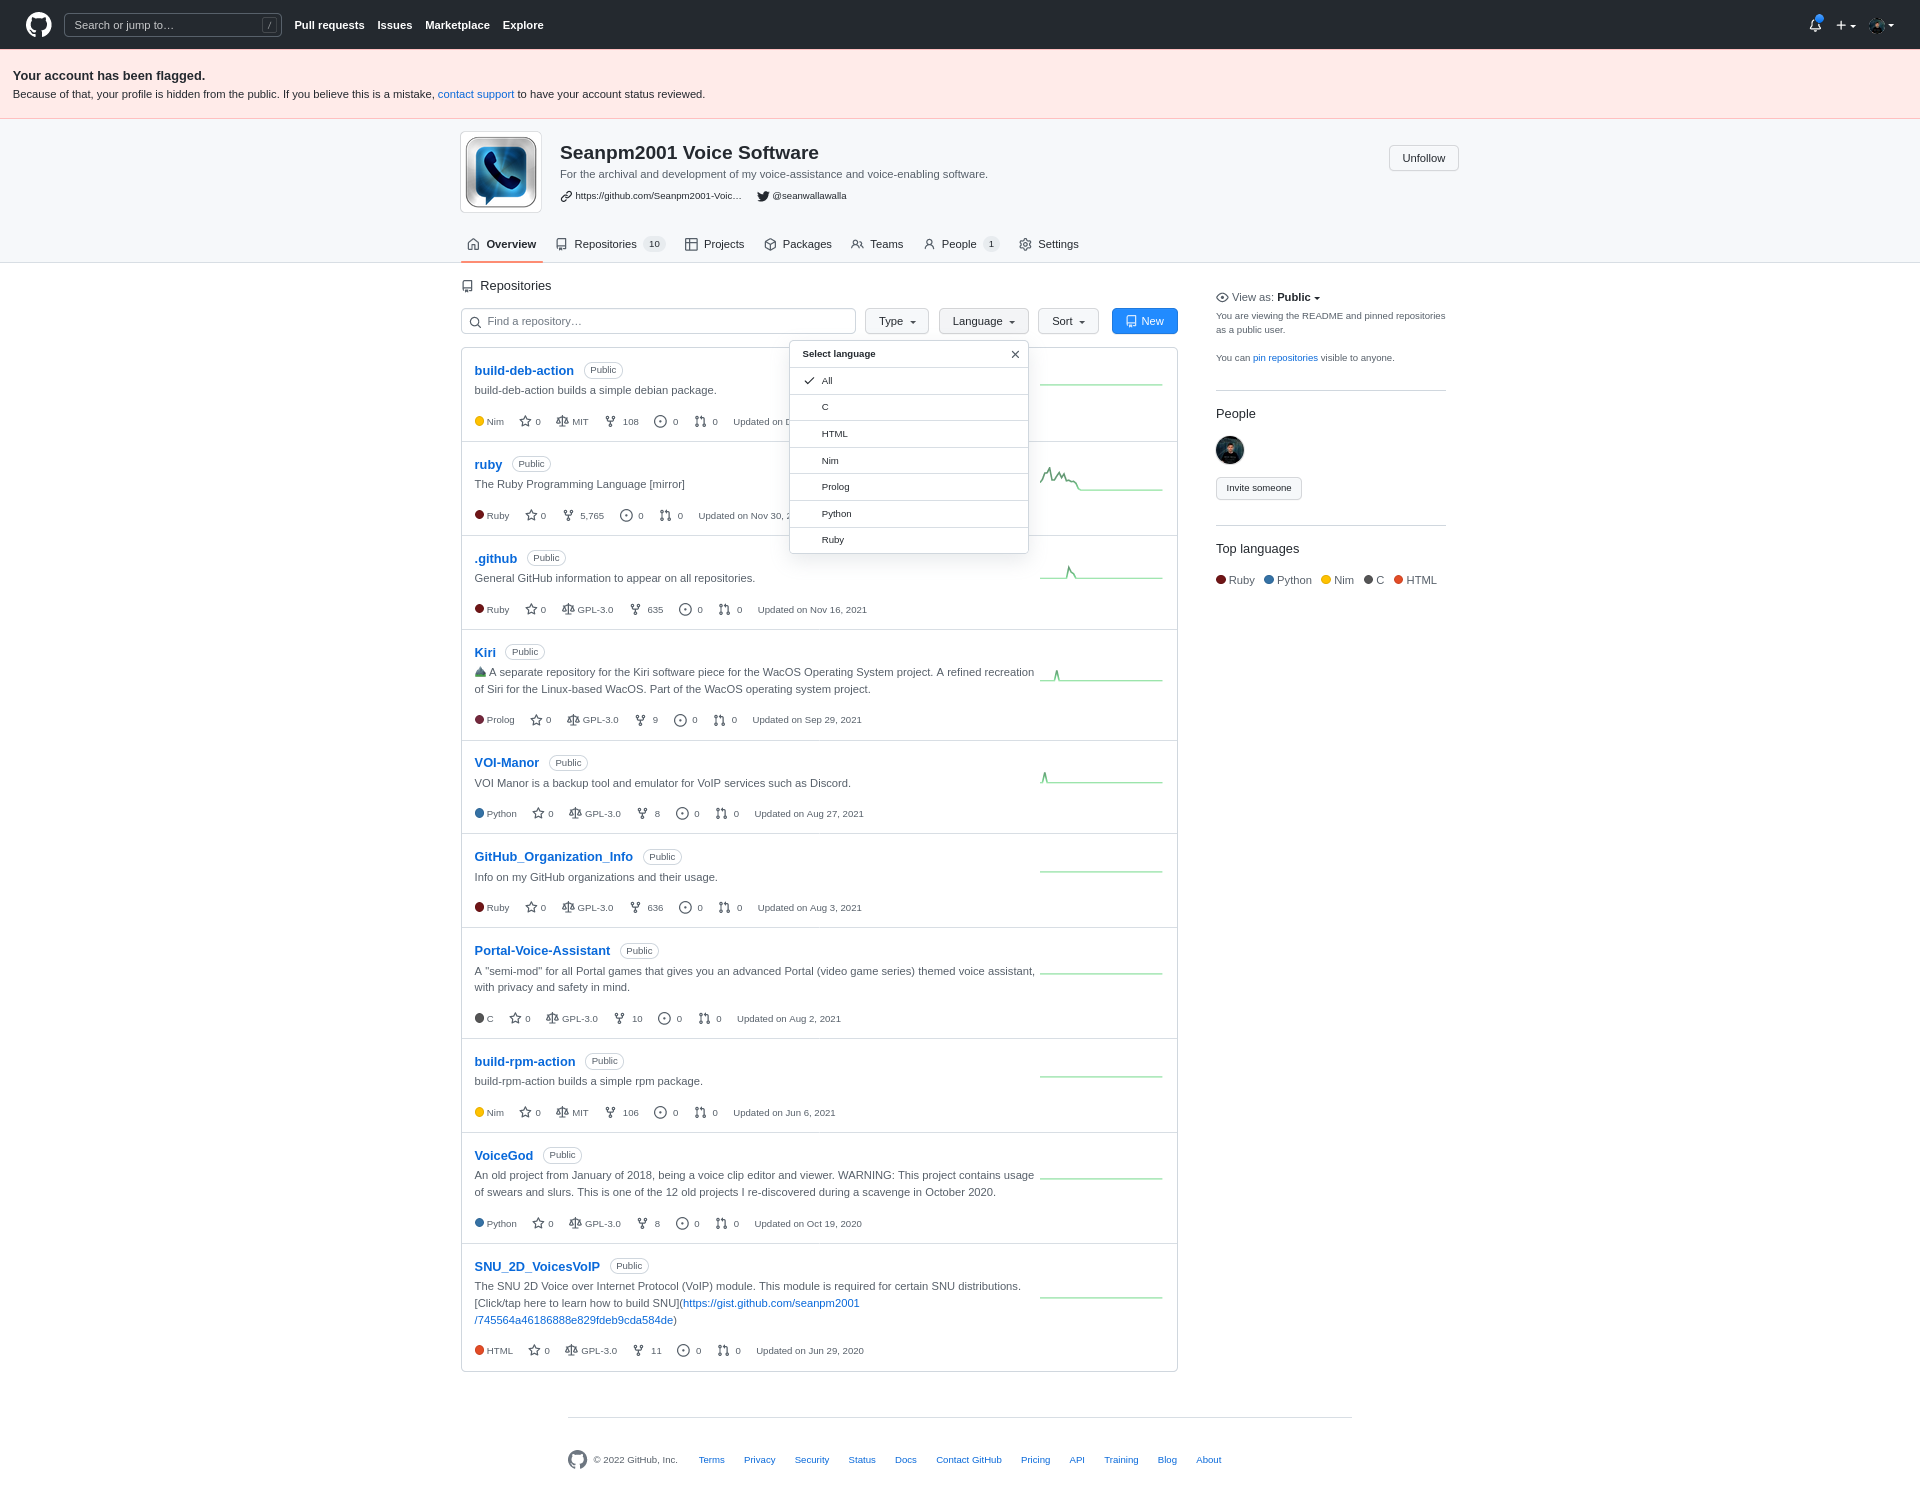 Search or jump to… /
Pull requests Issues Marketplace Explore
Your account has been flagged.
Because of that, your profile is hidden from the public. If you believe this is a mistake, contact support to have your account status reviewed.
Seanpm2001 Voice Software
Unfollow
For the archival and development of my voice-assistance and voice-enabling software.
https://github.com/Seanpm2001-Voic… @seanwallawalla
Overview Repositories 10 Projects Packages Teams People 1 Settings
Repositories
Find a repository… Type Language Sort New
Select language
All
C
HTML
Nim
Prolog
Python
Ruby
build-deb-action Public
build-deb-action builds a simple debian package.
Nim 0 MIT 108 0 0 Updated on
ruby Public
The Ruby Programming Language [mirror]
Ruby 0 5,765 0 0 Updated on Nov 30,
.github Public
General GitHub information to appear on all repositories.
Ruby 0 GPL-3.0 635 0 0 Updated on Nov 16, 2021
Kiri Public
A separate repository for the Kiri software piece for the WacOS Operating System project. A refined recreation
of Siri for the Linux-based WacOS. Part of the WacOS operating system project.
Prolog 0 GPL-3.0 9 0 0 Updated on Sep 29, 2021
VOI-Manor Public
VOI Manor is a backup tool and emulator for VoIP services such as Discord.
Python 0 GPL-3.0 8 0 0 Updated on Aug 27, 2021
GitHub_Organization_Info Public
Info on my GitHub organizations and their usage.
Ruby 0 GPL-3.0 636 0 0 Updated on Aug 3, 2021
Portal-Voice-Assistant Public
A "semi-mod" for all Portal games that gives you an advanced Portal (video game series) themed voice assistant,
with privacy and safety in mind.
C 0 GPL-3.0 10 0 0 Updated on Aug 2, 2021
build-rpm-action Public
build-rpm-action builds a simple rpm package.
Nim 0 MIT 106 0 0 Updated on Jun 6, 2021
VoiceGod Public
An old project from January of 2018, being a voice clip editor and viewer. WARNING: This project contains usage
of swears and slurs. This is one of the 12 old projects I re-discovered during a scavenge in October 2020.
Python 0 GPL-3.0 8 0 0 Updated on Oct 19, 2020
SNU_2D_VoicesVoIP Public
The SNU 2D Voice over Internet Protocol (VoIP) module. This module is required for certain SNU distributions.
[Click/tap here to learn how to build SNU](https://gist.github.com/seanpm2001
/745564a46186888e829fdeb9cda584de)
HTML 0 GPL-3.0 11 0 0 Updated on Jun 29, 2020
View as: Public
You are viewing the README and pinned repositories
as a public user.
You can pin repositories visible to anyone.
People
Invite someone
Top languages
Ruby Python Nim C HTML
© 2022 GitHub, Inc. Terms Privacy Security Status Docs Contact GitHub Pricing API Training Blog About